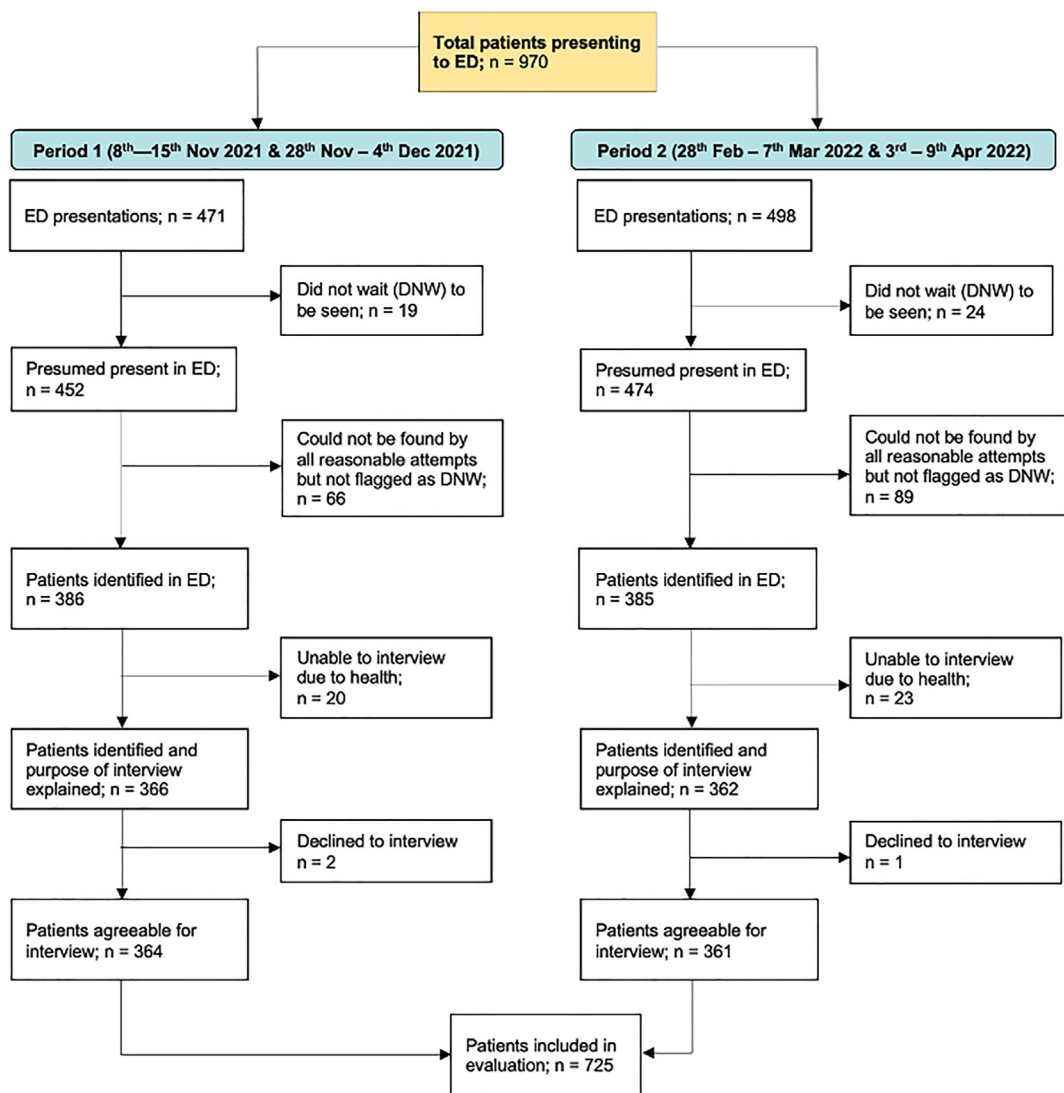 Total patients presenting
to ED; n = 970
Period 1 (8th—15th Nov 2021 & 28th Nov – 4th Dec 2021)
ED presentations; n = 471
Did not wait (DNW) to
be seen; n = 19
Presumed present in ED;
n = 452
Could not be found by
all reasonable attempts
but not flagged as DNW;
n = 66
Patients identified in ED;
n = 386
Unable to interview
due to health;
n = 20
Patients identified and
purpose of interview
explained; n = 366
Declined to interview
n = 2
Patients agreeable for
interview; n = 364
Period 2 (28th Feb – 7th Mar 2022 & 3rd – 9th Apr 2022)
ED presentations; n = 498
Did not wait (DNW) to
be seen; n = 24
Presumed present in ED;
n = 474
Could not be found by
all reasonable attempts
but not flagged as DNW;
n = 89
Patients identified in ED;
n = 385
Unable to interview
due to health;
n = 23
Patients identified and
purpose of interview
explained; n = 362
Declined to interview
n = 1
Patients agreeable for
interview; n = 361
Patients included in
evaluation; n = 725